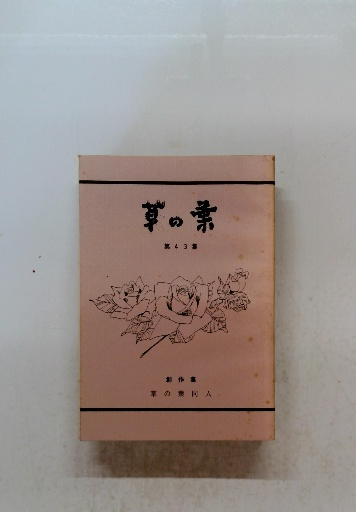 草の葉
第43集
創作集
草の葉同人